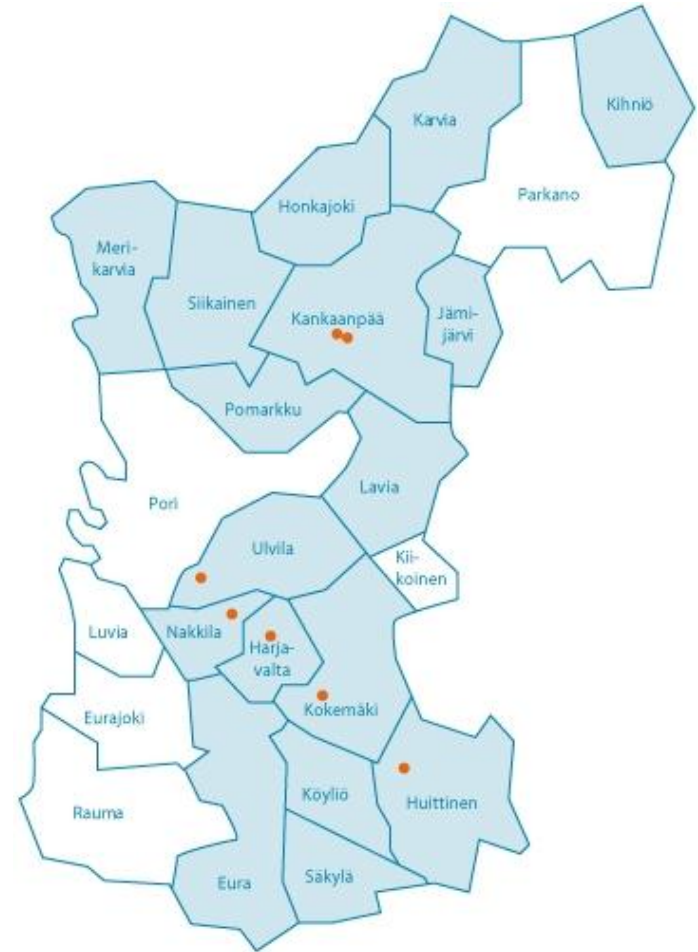 Kihniö
Karvia
Parkano
Honkajoki
Meri-
karvia
Siikainen
Kankaanpää
Jämi-
järvi
Pomarkku
Lavia
Pori
Ulvila
Kii-
koinen
Luvia
Nakkila
Harja-
valta
Kokemäki
Eurajoki
Köyliö
Huittinen
Rauma
Eura
Säkylä